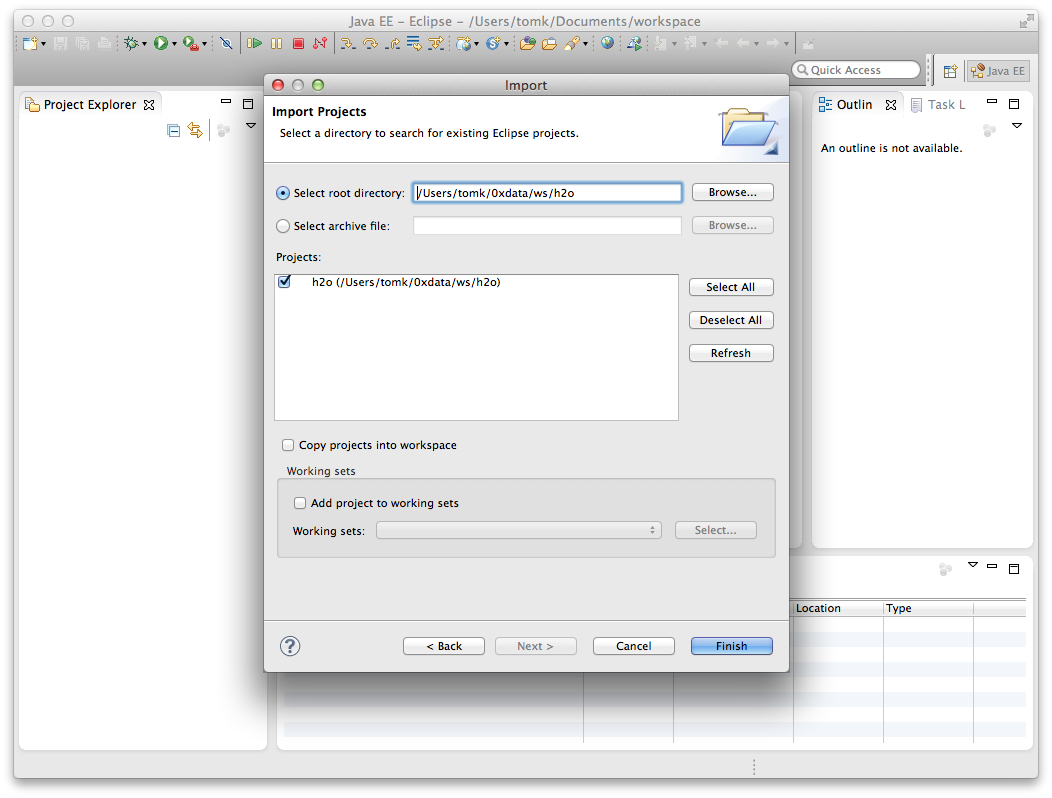 Java EE – Eclipse – /Users/tomk/Documents/workspace
Quick Access
Java EE
Project Explorer
Import
Import Projects
Select a directory to search for existing Eclipse projects.
Select root directory: /Users/tomk/0xdata/ws/h2o Browse...
Select archive file: Browse...
Projects:
h2o (/Users/tomk/0xdata/ws/h2o)
Select All
Deselect All
Refresh
Copy projects into workspace
Working sets
Add project to working sets
Working sets: Select...
? < Back Next > Cancel Finish
Outlin Task L
An outline is not available.
Location Type